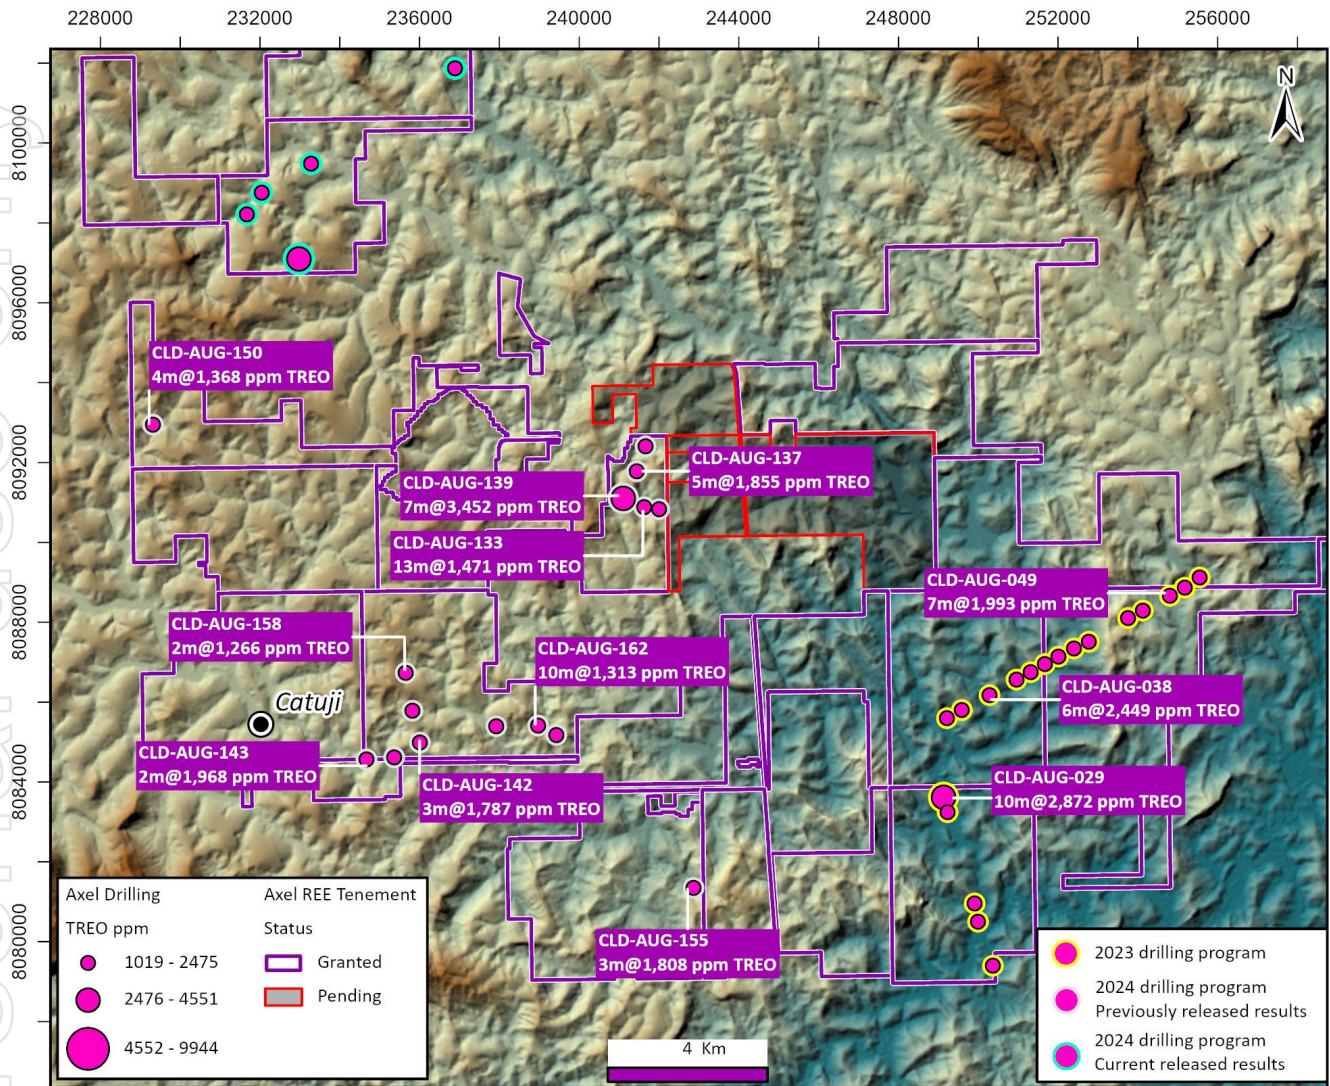 228000 232000 236000 240000 244000 248000 252000 256000
8100000
8096000
8092000
8088000
8084000
8080000
N
CLD-AUG-150
4m@1,368 ppm TREO
CLD-AUG-137
5m@1,855 ppm TREO
CLD-AUG-139
7m@3,452 ppm TREO
CLD-AUG-133
13m@1,471 ppm TREO
CLD-AUG-049
7m@1,993 ppm TREO
CLD-AUG-158
2m@1,266 ppm TREO
CLD-AUG-162
10m@1,313 ppm TREO
CLD-AUG-038
6m@2,449 ppm TREO
Catuji
CLD-AUG-143
2m@1,968 ppm TREO
CLD-AUG-142
3m@1,787 ppm TREO
CLD-AUG-029
10m@2,872 ppm TREO
CLD-AUG-155
3m@1,808 ppm TREO
Axel Drilling
TREO ppm
1019 - 2475
2476 - 4551
4552 - 9944
Axel REE Tenement
Status
Granted
Pending
4 Km
2023 drilling program
2024 drilling program
Previously released results
2024 drilling program
Current released results